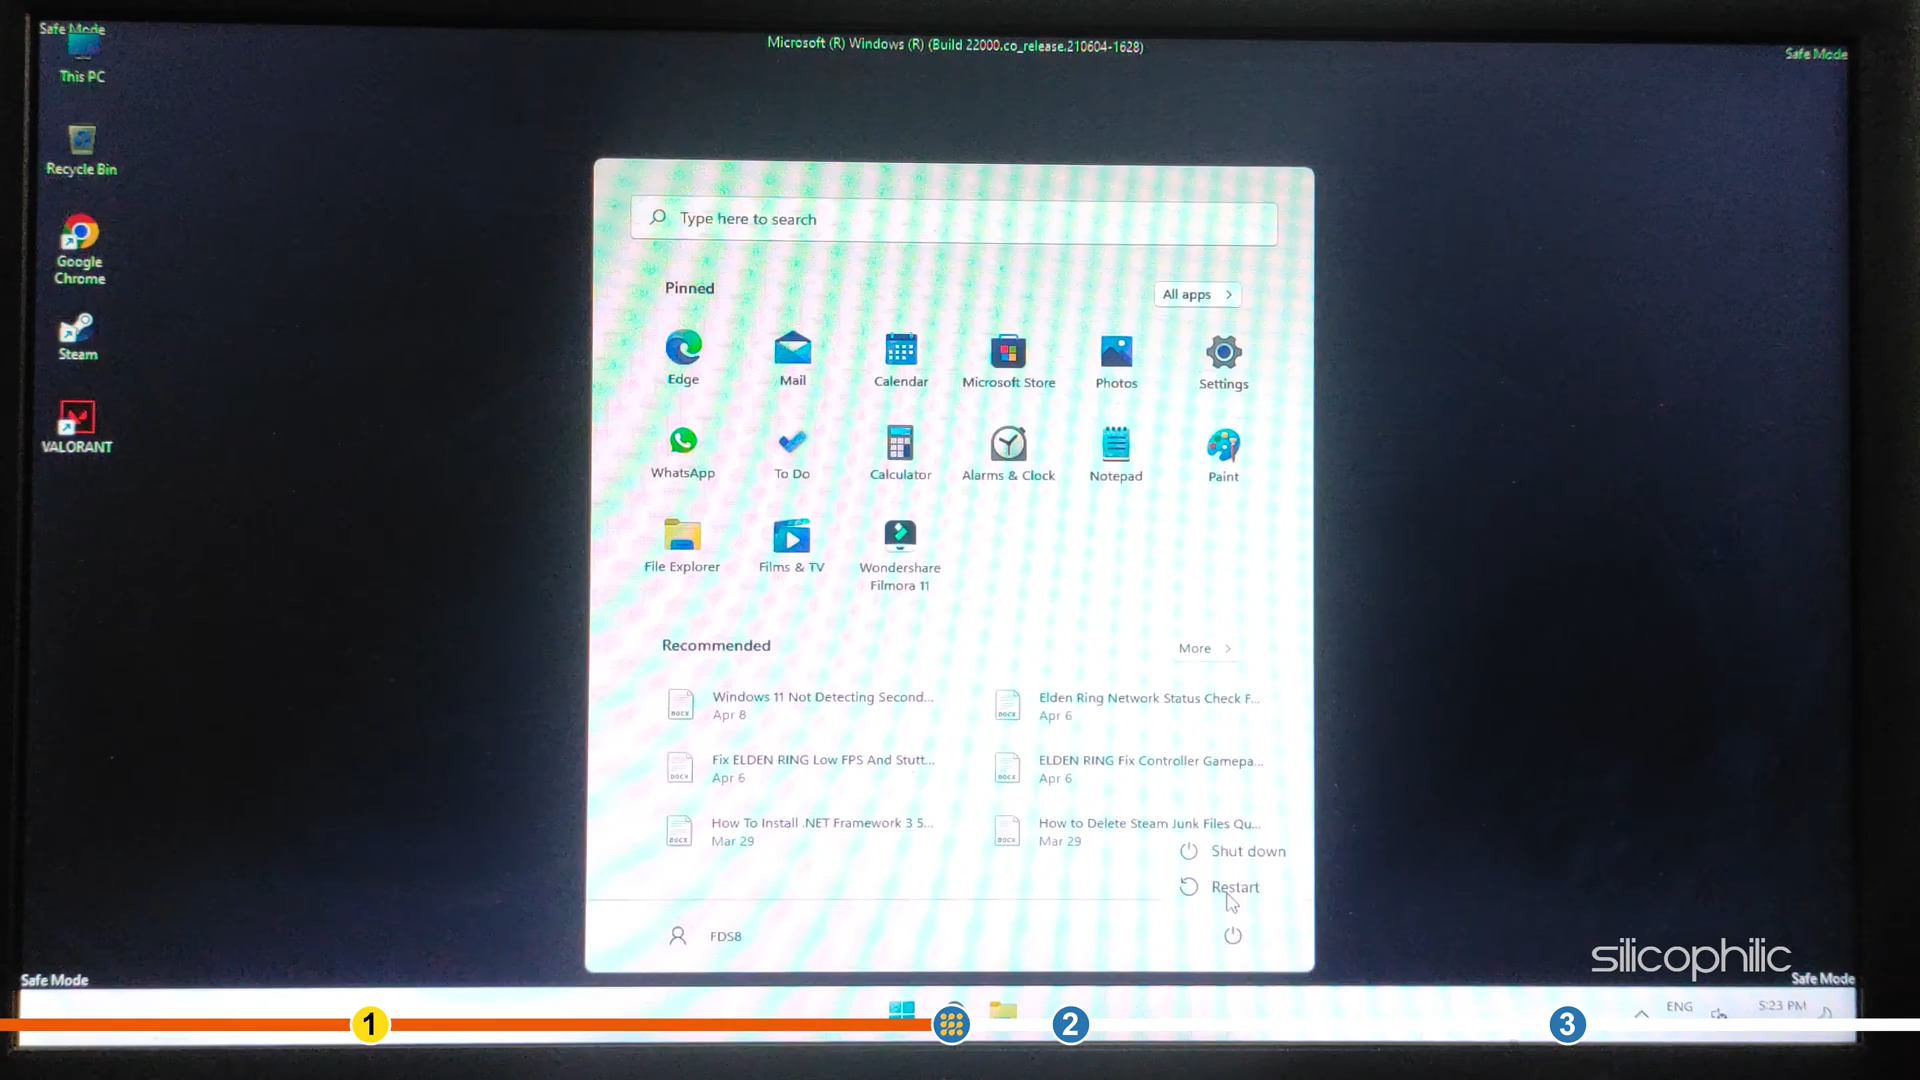 Safe Mode
Microsoft (R) Windows (R) (Build 22000.co_release.210604-1628)
Safe Mode
This PC
Recycle Bin
Google
Chrome
Steam
VALORANT
Type here to search
Pinned
All apps
Edge
Mail
Calendar
Microsoft Store
Photos
Settings
WhatsApp
To Do
Calculator
Alarms & Clock
Notepad
Paint
File Explorer
Films & TV
Wondershare
Filmora 11
Recommended
More
DOCX
Windows 11 Not Detecting Second...
Apr 8
DOCX
Elden Ring Network Status Check F...
Apr 6
DOCX
Fix ELDEN RING Low FPS And Stutt...
Apr 6
DOCX
ELDEN RING Fix Controller Gamepa...
Apr 6
DOCX
How To Install .NET Framework 3 5...
Mar 29
DOCX
How to Delete Steam Junk Files Qu...
Mar 29
Shut down
Restart
FDS8
silicophilic
Safe Mode
Safe Mode
ENG
5:23 PM
1
2
3